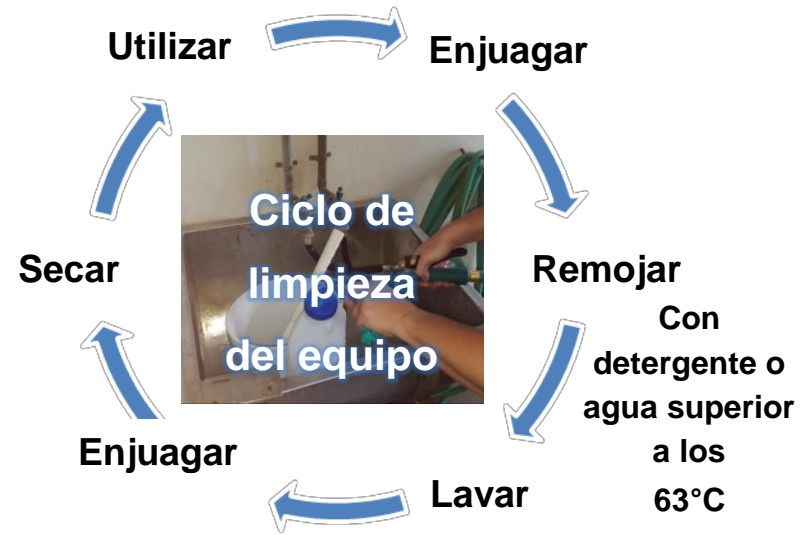 Utilizar
Enjuagar
Remojar
Con
detergente o
agua superior
a los
63°C
Lavar
Enjuagar
Secar
Ciclo de
limpieza
del equipo